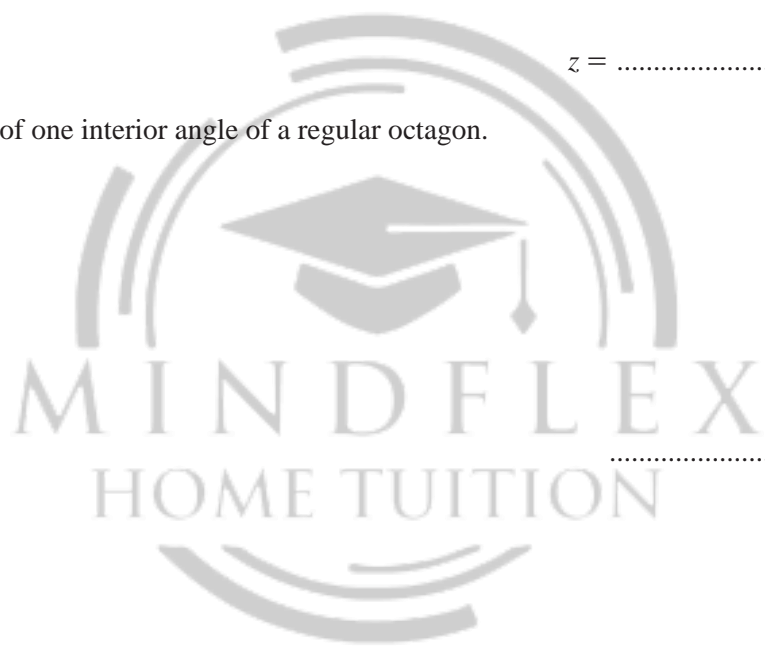 z = ....................
of one interior angle of a regular octagon.
MINDFLEX
.....................
HOME TUITION